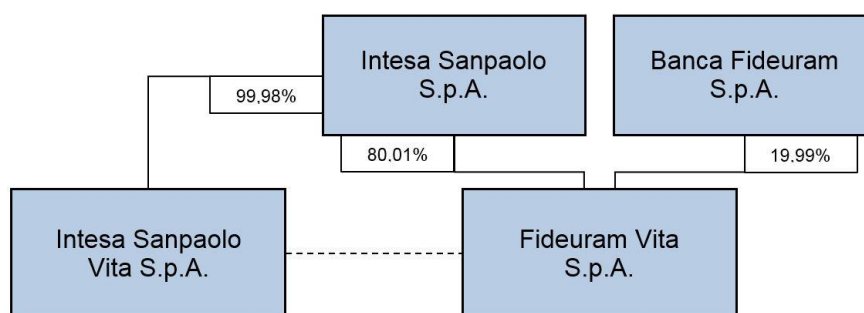 Intesa Sanpaolo
S.p.A.
Banca Fideuram
S.p.A.
99,98%
80.01%
19.99%
Intesa Sanpaolo
Vita S.p.A.
Fideuram Vita
S.p.A.